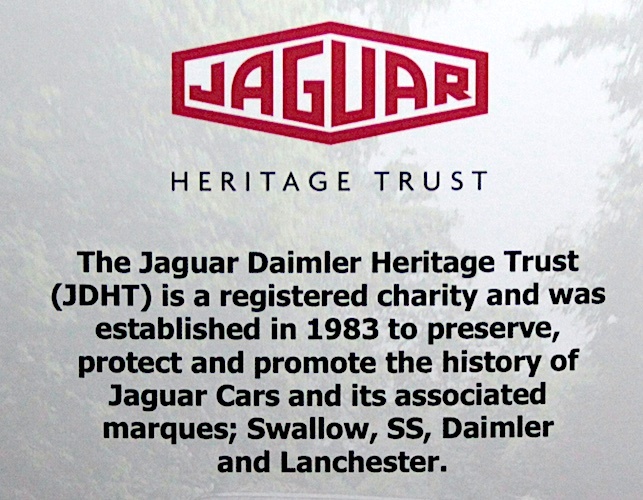 JAGUAR
HERITAGE TRUST
The Jaguar Daimler Heritage Trust
(JDHT) is a registered charity and was
established in 1983 to preserve,
protect and promote the history of
Jaguar Cars and its associated
marques; Swallow, SS, Daimler
and Lanchester.